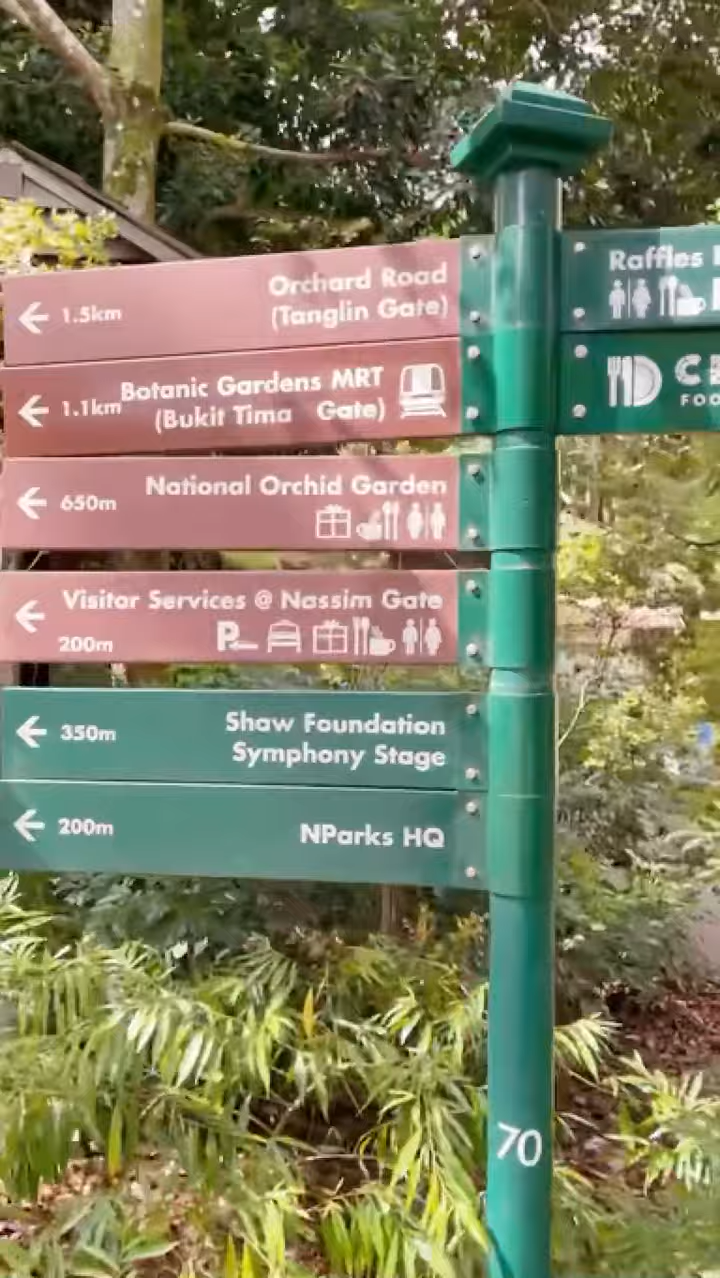 Orchard Road
1.5km
(Tanglin Gate)
Botanic Gardens MRT
1.1km
(Bukit Tima Gate)
650m
National Orchid Garden
Visitor Services @ Nassim Gate
200m
P
350m
Shaw Foundation
Symphony Stage
200m
NParks HQ
Raffles
70